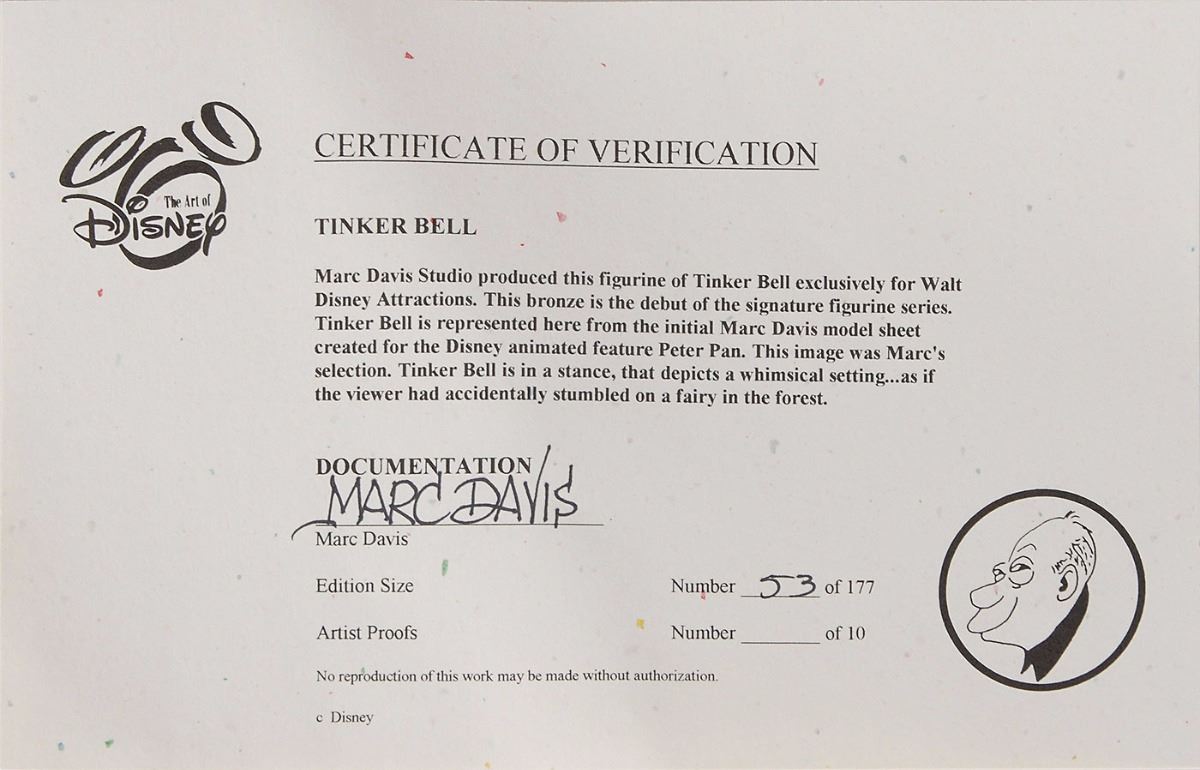 The Art of
DISNEY
CERTIFICATE OF VERIFICATION
TINKER BELL
Marc Davis Studio produced this figurine of Tinker Bell exclusively for Walt
Disney Attractions. This bronze is the debut of the signature figurine series.
Tinker Bell is represented here from the initial Marc Davis model sheet
created for the Disney animated feature Peter Pan. This image was Marc's
selection. Tinker Bell is in a stance, that depicts a whimsical setting...as if
the viewer had accidentally stumbled on a fairy in the forest.
DOCUMENTATION
MARC DAVIS
Marc Davis
Edition Size Number 53 of 177
Artist Proofs Number ________ of 10
No reproduction of this work may be made without authorization.
c Disney